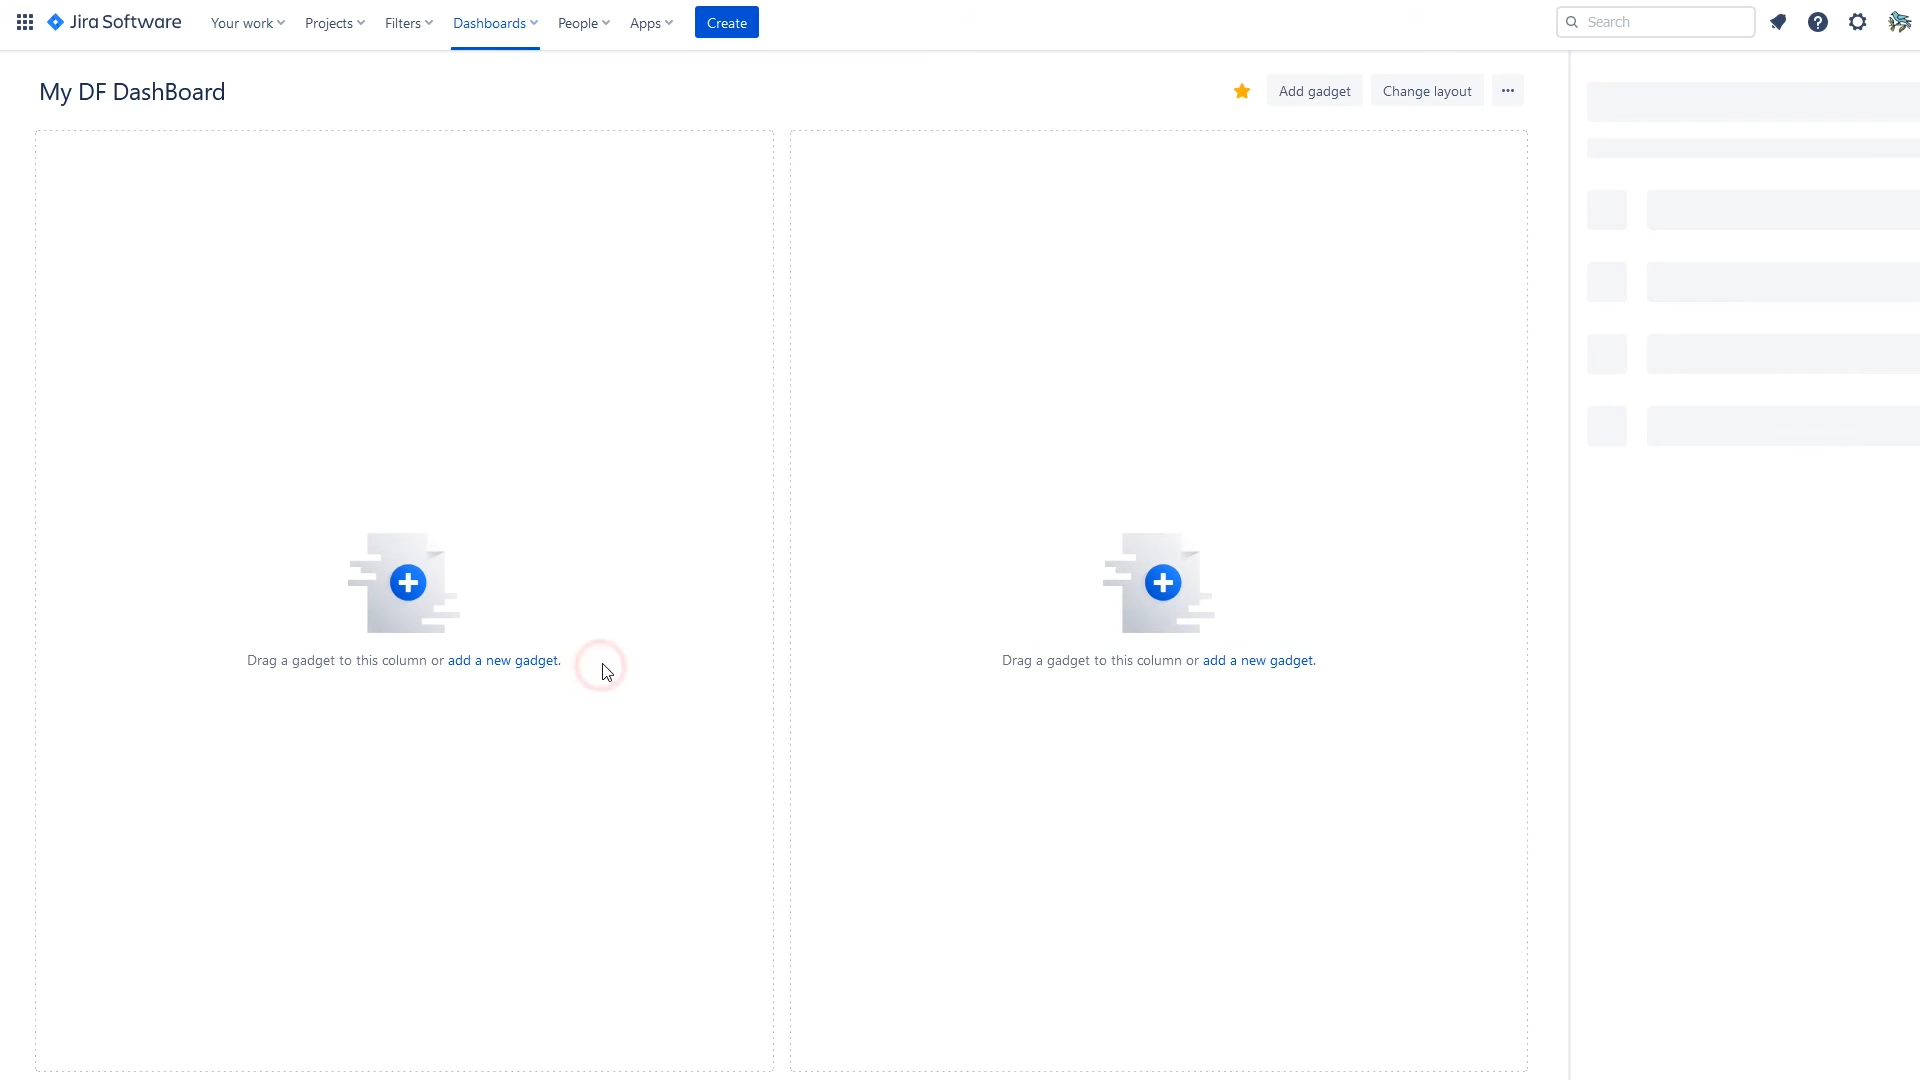 Jira Software
Your work
Projects
Filters
Dashboards
People
Apps
Create
Search
My DF DashBoard
Add gadget
Change layout
Drag a gadget to this column or add a new gadget.
Drag a gadget to this column or add a new gadget.